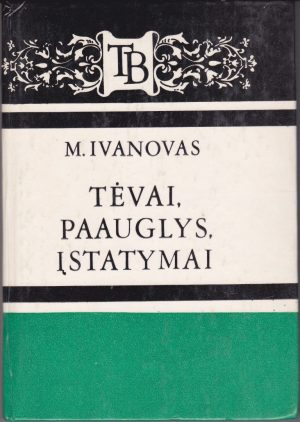 TB
M. IVANOVAS
TĖVAI,
PAAUGLYS,
ĮSTATYMAI